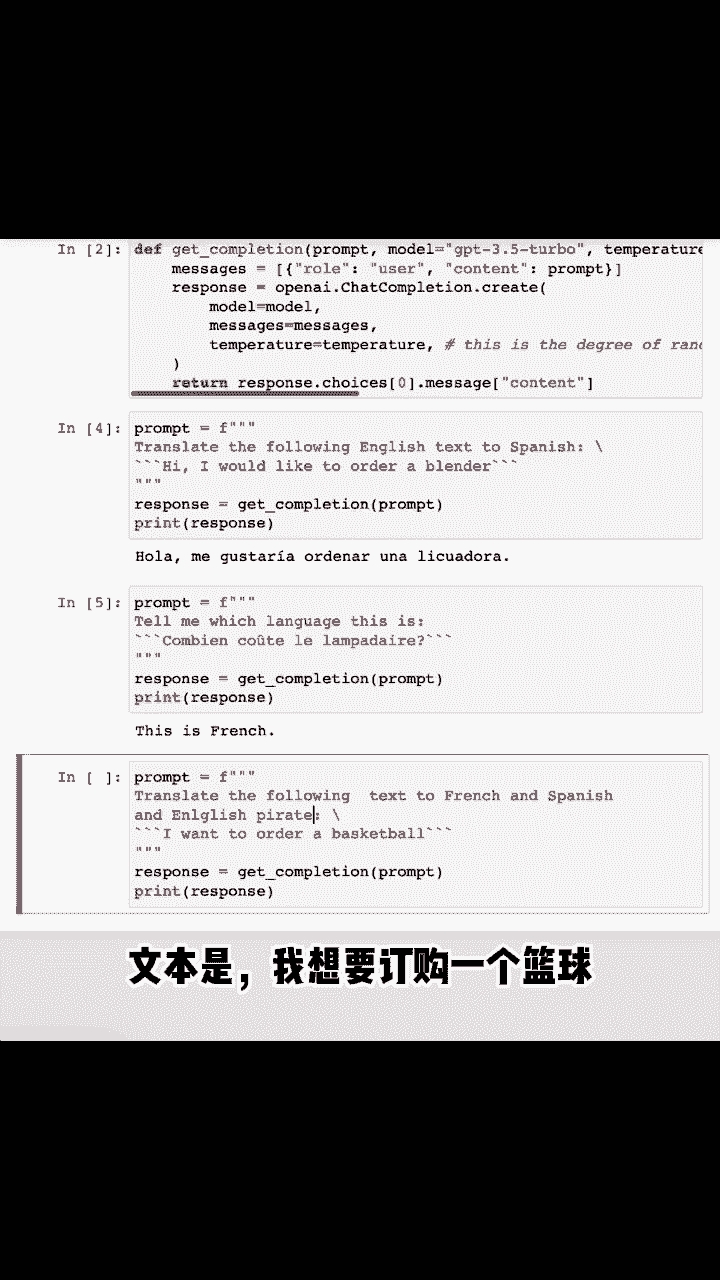 In [2]: def get_completion(prompt, model="gpt-3.5-turbo", temperature
messages = [{"role": "user", "content": prompt}]
response = openai.ChatCompletion.create(
model=model,
messages=messages,
temperature=temperature, # this is the degree of
)
return response.choices[0].message["content"]
In [4]: prompt = f"""
Translate the following English text to Spanish: \
```Hi, I would like to order a blender```
"""
response = get_completion(prompt)
print(response)
Hola, me gustaría ordenar una licuadora.
In [5]: prompt = f"""
Tell me which language this is:
```Combien coûte le lampadaire?```
"""
response = get_completion(prompt)
print(response)
This is French.
In [ ]: prompt = f"""
Translate the following  text to French and Spanish
and Enlglish pirate: \
```I want to order a basketball```
"""
response = get_completion(prompt)
print(response)
文本是，我想要订购一个篮球